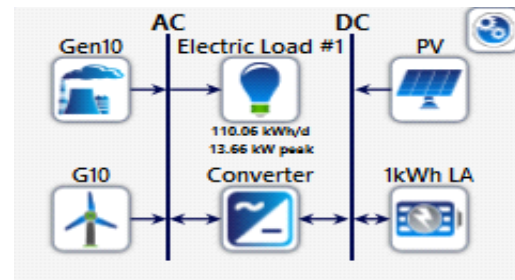 AC DC
Gen10 Electric Load #1 PV
110.06 kWh/d
13.66 kW peak
G10 Converter 1kWh LA